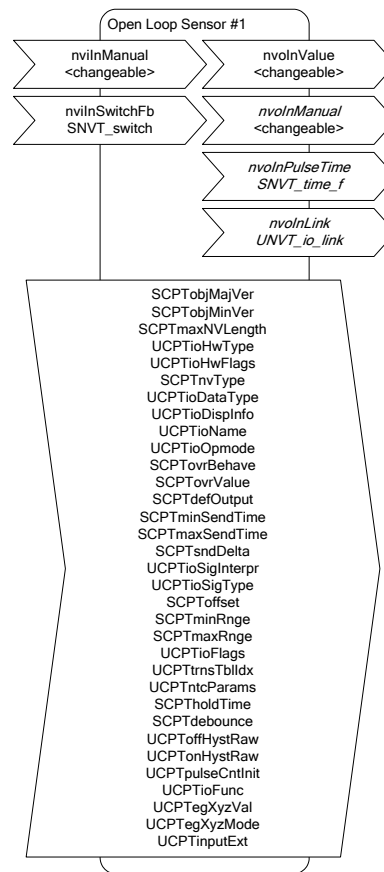 Open Loop Sensor #1
nviInManual
<changeable>
nvoInValue
<changeable>
nviInSwitchFb
SNVT_switch
nvoInManual
<changeable>
nvoInPulseTime
SNVT_time_f
nvoInLink
UNVT_io_link
SCPTobjMajVer
SCPTobjMinVer
SCPTmaxNVLength
UCPTioHwType
UCPTioHwFlags
SCPTnvType
UCPTioDataType
UCPTioDispInfo
UCPTioName
UCPTioOpmode
SCPTovrBehave
SCPTovrValue
SCPTdefOutput
SCPTminSendTime
SCPTmaxSendTime
SCPTsndDelta
UCPTioSigInterpr
UCPTioSigType
SCPToffset
SCPTminRnge
SCPTmaxRnge
UCPTioFlags
UCPTtrnsTblIdx
UCPTntcParams
SCPTholdTime
SCPTdebounce
UCPToffHystRaw
UCPTonHystRaw
UCPTpulseCntInit
UCPTioFunc
UCPTegXyzVal
UCPTegXyzMode
UCPTinputExt